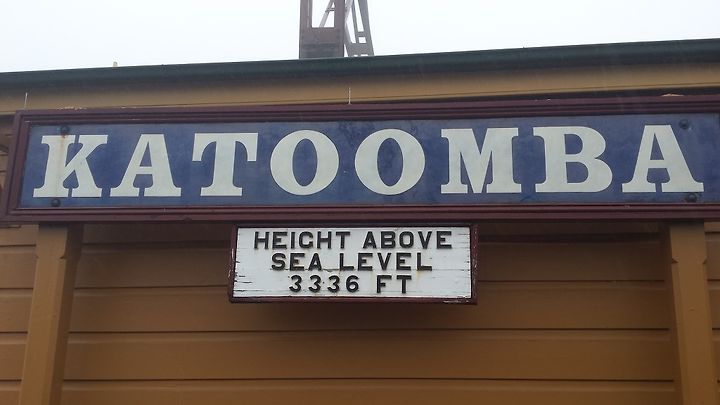 KATOOMBA
HEIGHT ABOVE
SEA LEVEL
3336 FT